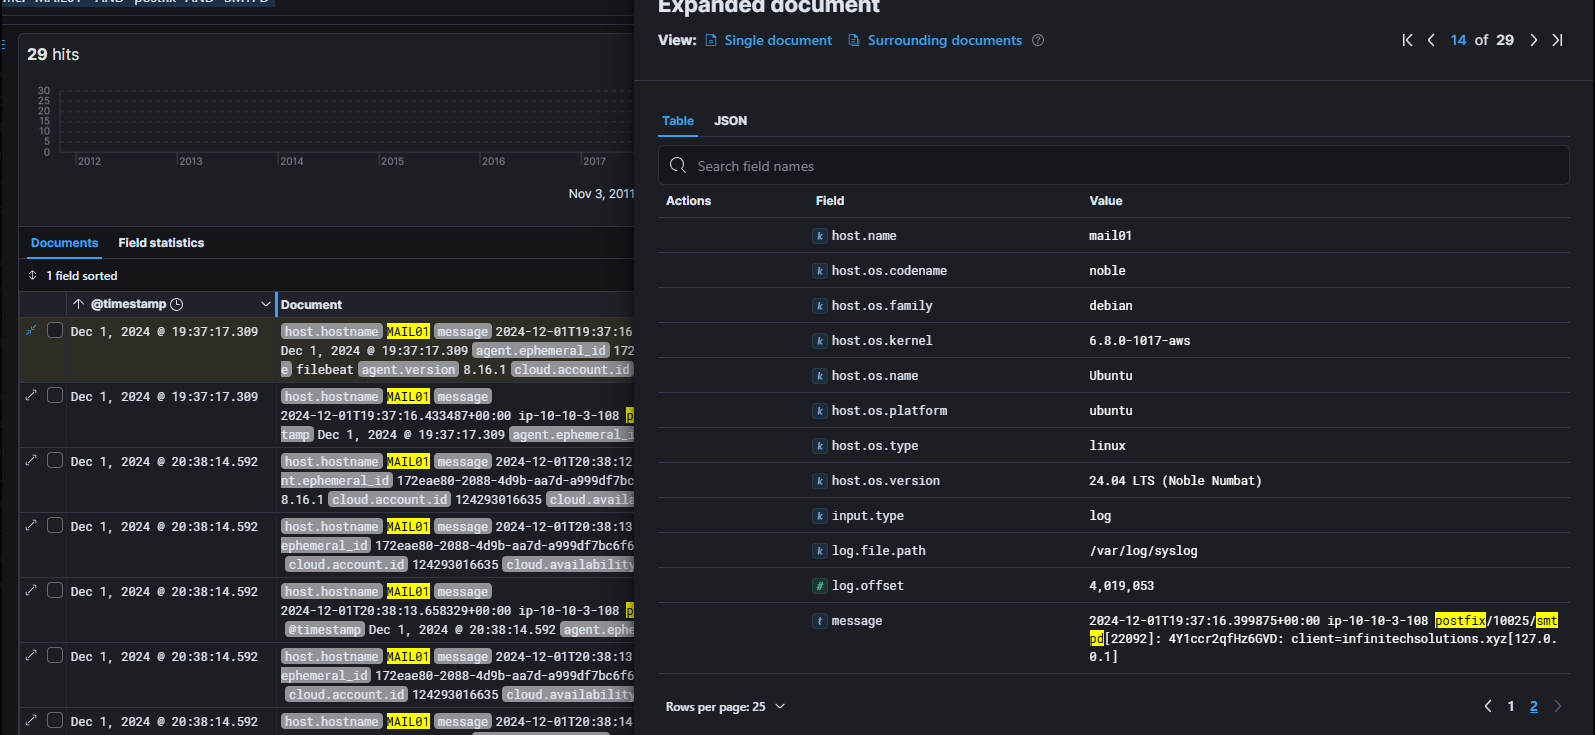 "MAIL01" AND "postfix" AND "SMTPD"
29 hits
30
25
20
15
10
5
0
2012 2013 2014 2015 2016 2017
Nov 3, 2011
Documents Field statistics
1 field sorted
@timestamp Document
Dec 1, 2024 @ 19:37:17.309 host.hostname MAIL01 message 2024-12-01T19:37:16
Dec 1, 2024 @ 19:37:17.309 agent.ephemeral_id 172
e filebeat agent.version 8.16.1 cloud.account.id
Dec 1, 2024 @ 19:37:17.309 host.hostname MAIL01 message
2024-12-01T19:37:16.433487+00:00 ip-10-10-3-108 p
tamp Dec 1, 2024 @ 19:37:17.309 agent.ephemeral_i
Dec 1, 2024 @ 20:38:14.592 host.hostname MAIL01 message 2024-12-01T20:38:12
nt.ephemeral_id 172eae80-2088-4d9b-aa7d-a999df7bc
8.16.1 cloud.account.id 124293016635 cloud.availa
Dec 1, 2024 @ 20:38:14.592 host.hostname MAIL01 message 2024-12-01T20:38:13
ephemeral_id 172eae80-2088-4d9b-aa7d-a999df7bc6f6
cloud.account.id 124293016635 cloud.availability
Dec 1, 2024 @ 20:38:14.592 host.hostname MAIL01 message
2024-12-01T20:38:13.658329+00:00 ip-10-10-3-108 p
@timestamp Dec 1, 2024 @ 20:38:14.592 agent.ephe
Dec 1, 2024 @ 20:38:14.592 host.hostname MAIL01 message 2024-12-01T20:38:13
ephemeral_id 172eae80-2088-4d9b-aa7d-a999df7bc6f6
cloud.account.id 124293016635 cloud.availability
Dec 1, 2024 @ 20:38:14.592 host.hostname MAIL01 message 2024-12-01T20:38:14
Expanded document
View: Single document Surrounding documents
14 of 29
Table JSON
Search field names
Actions Field Value
k host.name mail01
k host.os.codename noble
k host.os.family debian
k host.os.kernel 6.8.0-1017-aws
k host.os.name Ubuntu
k host.os.platform ubuntu
k host.os.type linux
k host.os.version 24.04 LTS (Noble Numbat)
k input.type log
k log.file.path /var/log/syslog
# log.offset 4,019,053
t message 2024-12-01T19:37:16.399875+00:00 ip-10-10-3-108 postfix/10025/smt
pd[22092]: 4Y1ccr2qfHz6GVD: client=infinitechsolutions.xyz[127.0.
0.1]
Rows per page: 25
1 2